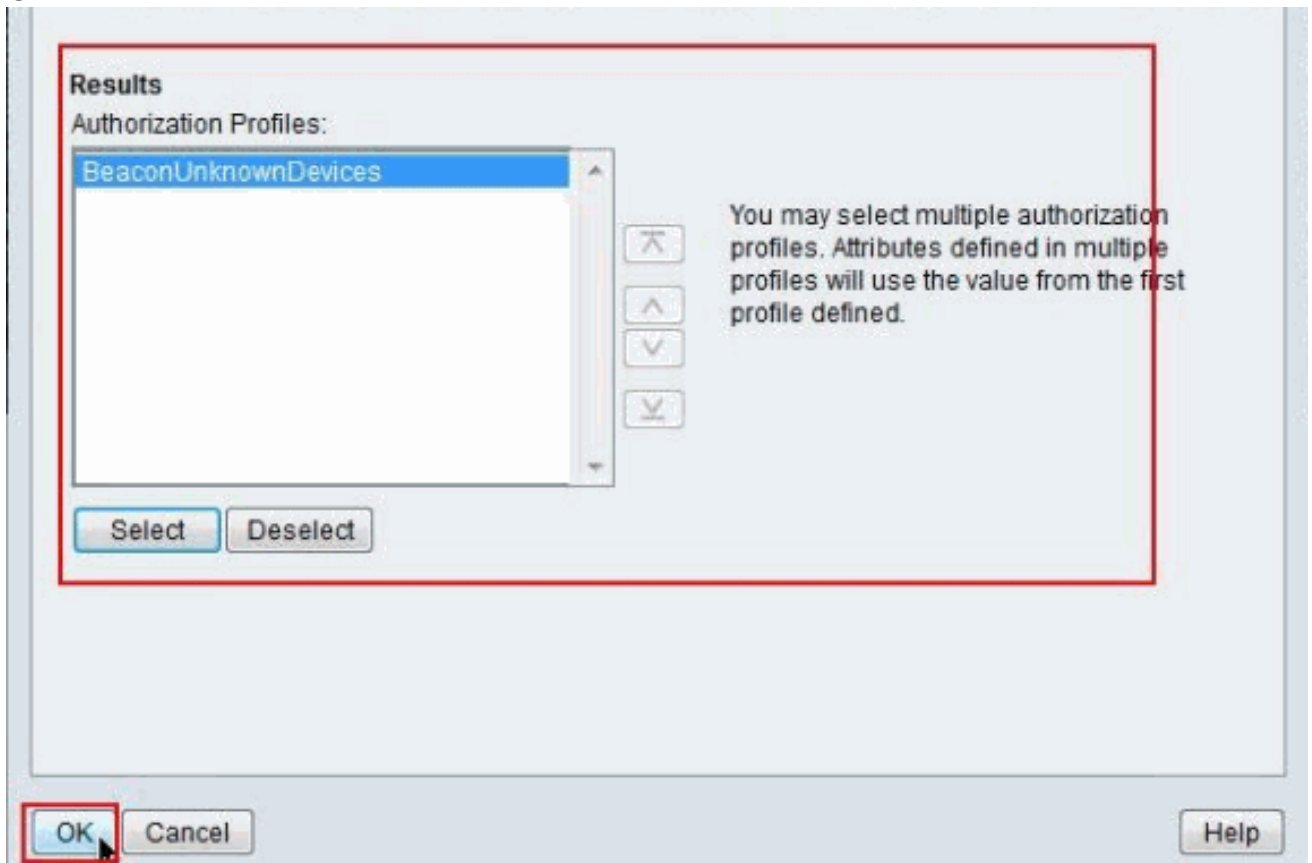 Results
Authorization Profiles:
BeaconUnknownDevices
You may select multiple authorization
profiles. Attributes defined in multiple
profiles will use the value from the first
profile defined.
Select
Deselect
OK
Cancel
Help